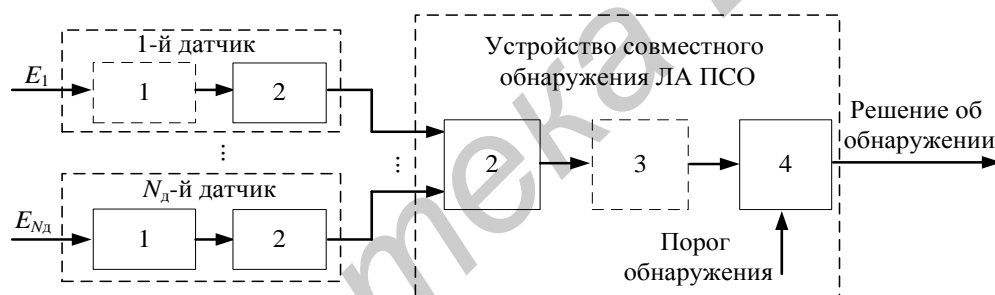 1-й датчик
E1
1
2
...
Nд-й датчик
ENд
1
2
...
Устройство совместного
обнаружения ЛА ПСО
2
3
4
Порог
обнаружения
Решение об
обнаружении
тека